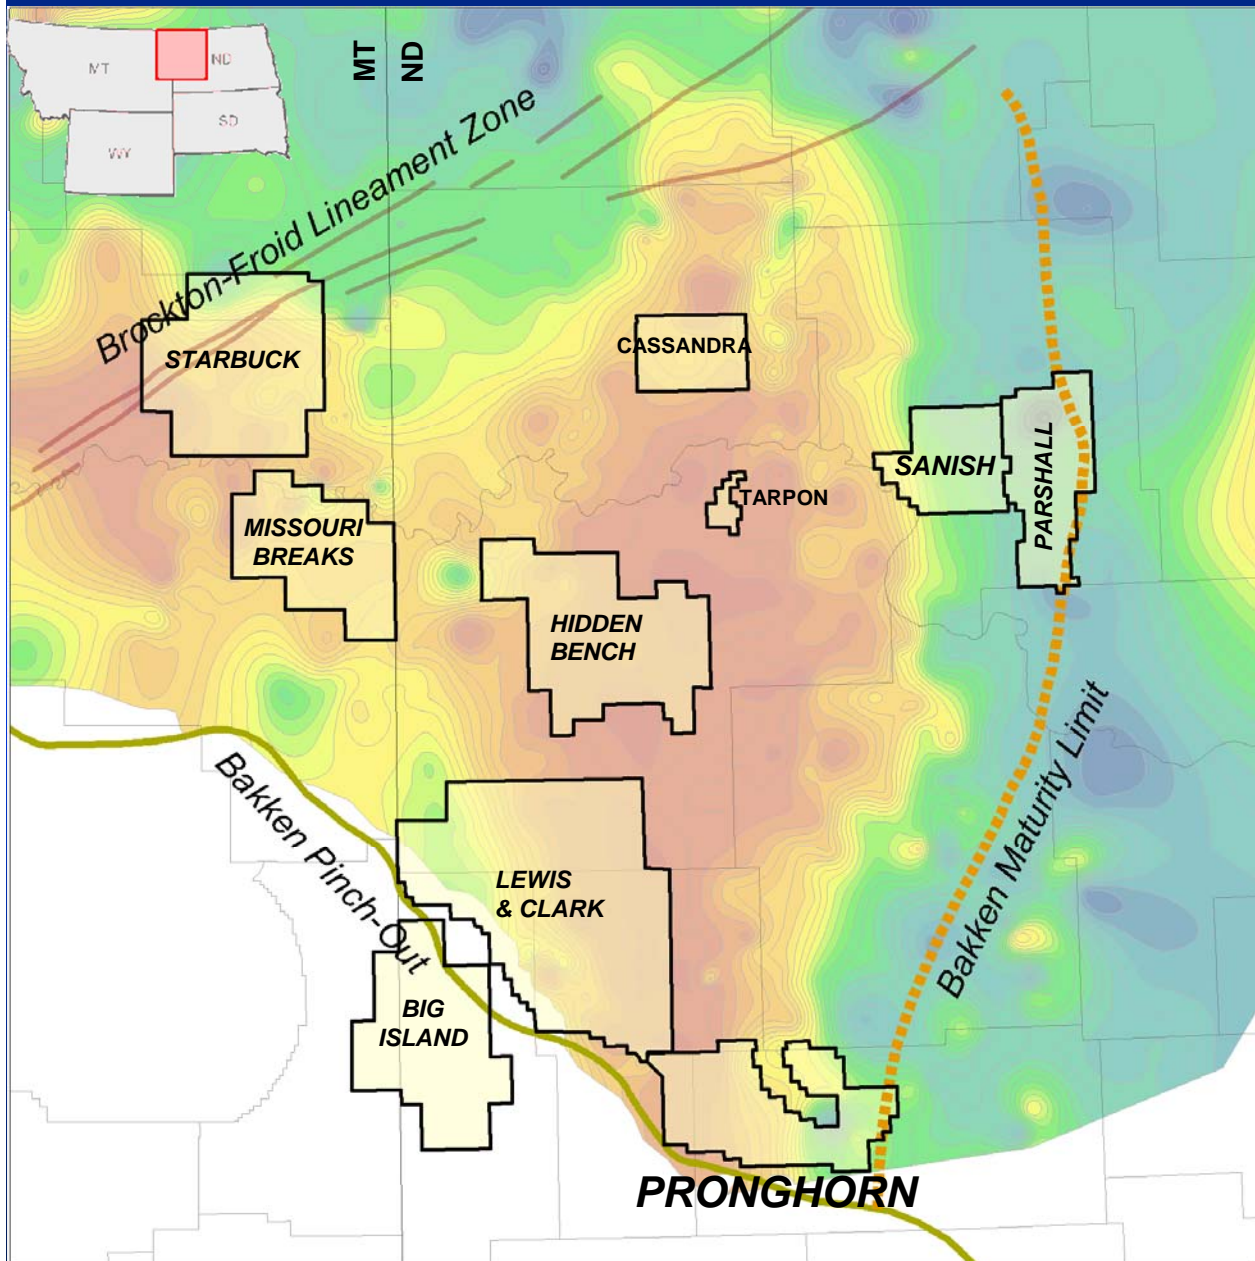 MT
ND
SD
WY
MT
ND
Brockton-Froid Lineament Zone
STARBUCK
CASSANDRA
SANISH
PARSHALL
MISSOURI
BREAKS
TARPON
HIDDEN
BENCH
Bakken Maturity Limit
Bakken Pinch-Out
LEWIS
& CLARK
BIG
ISLAND
PRONGHORN